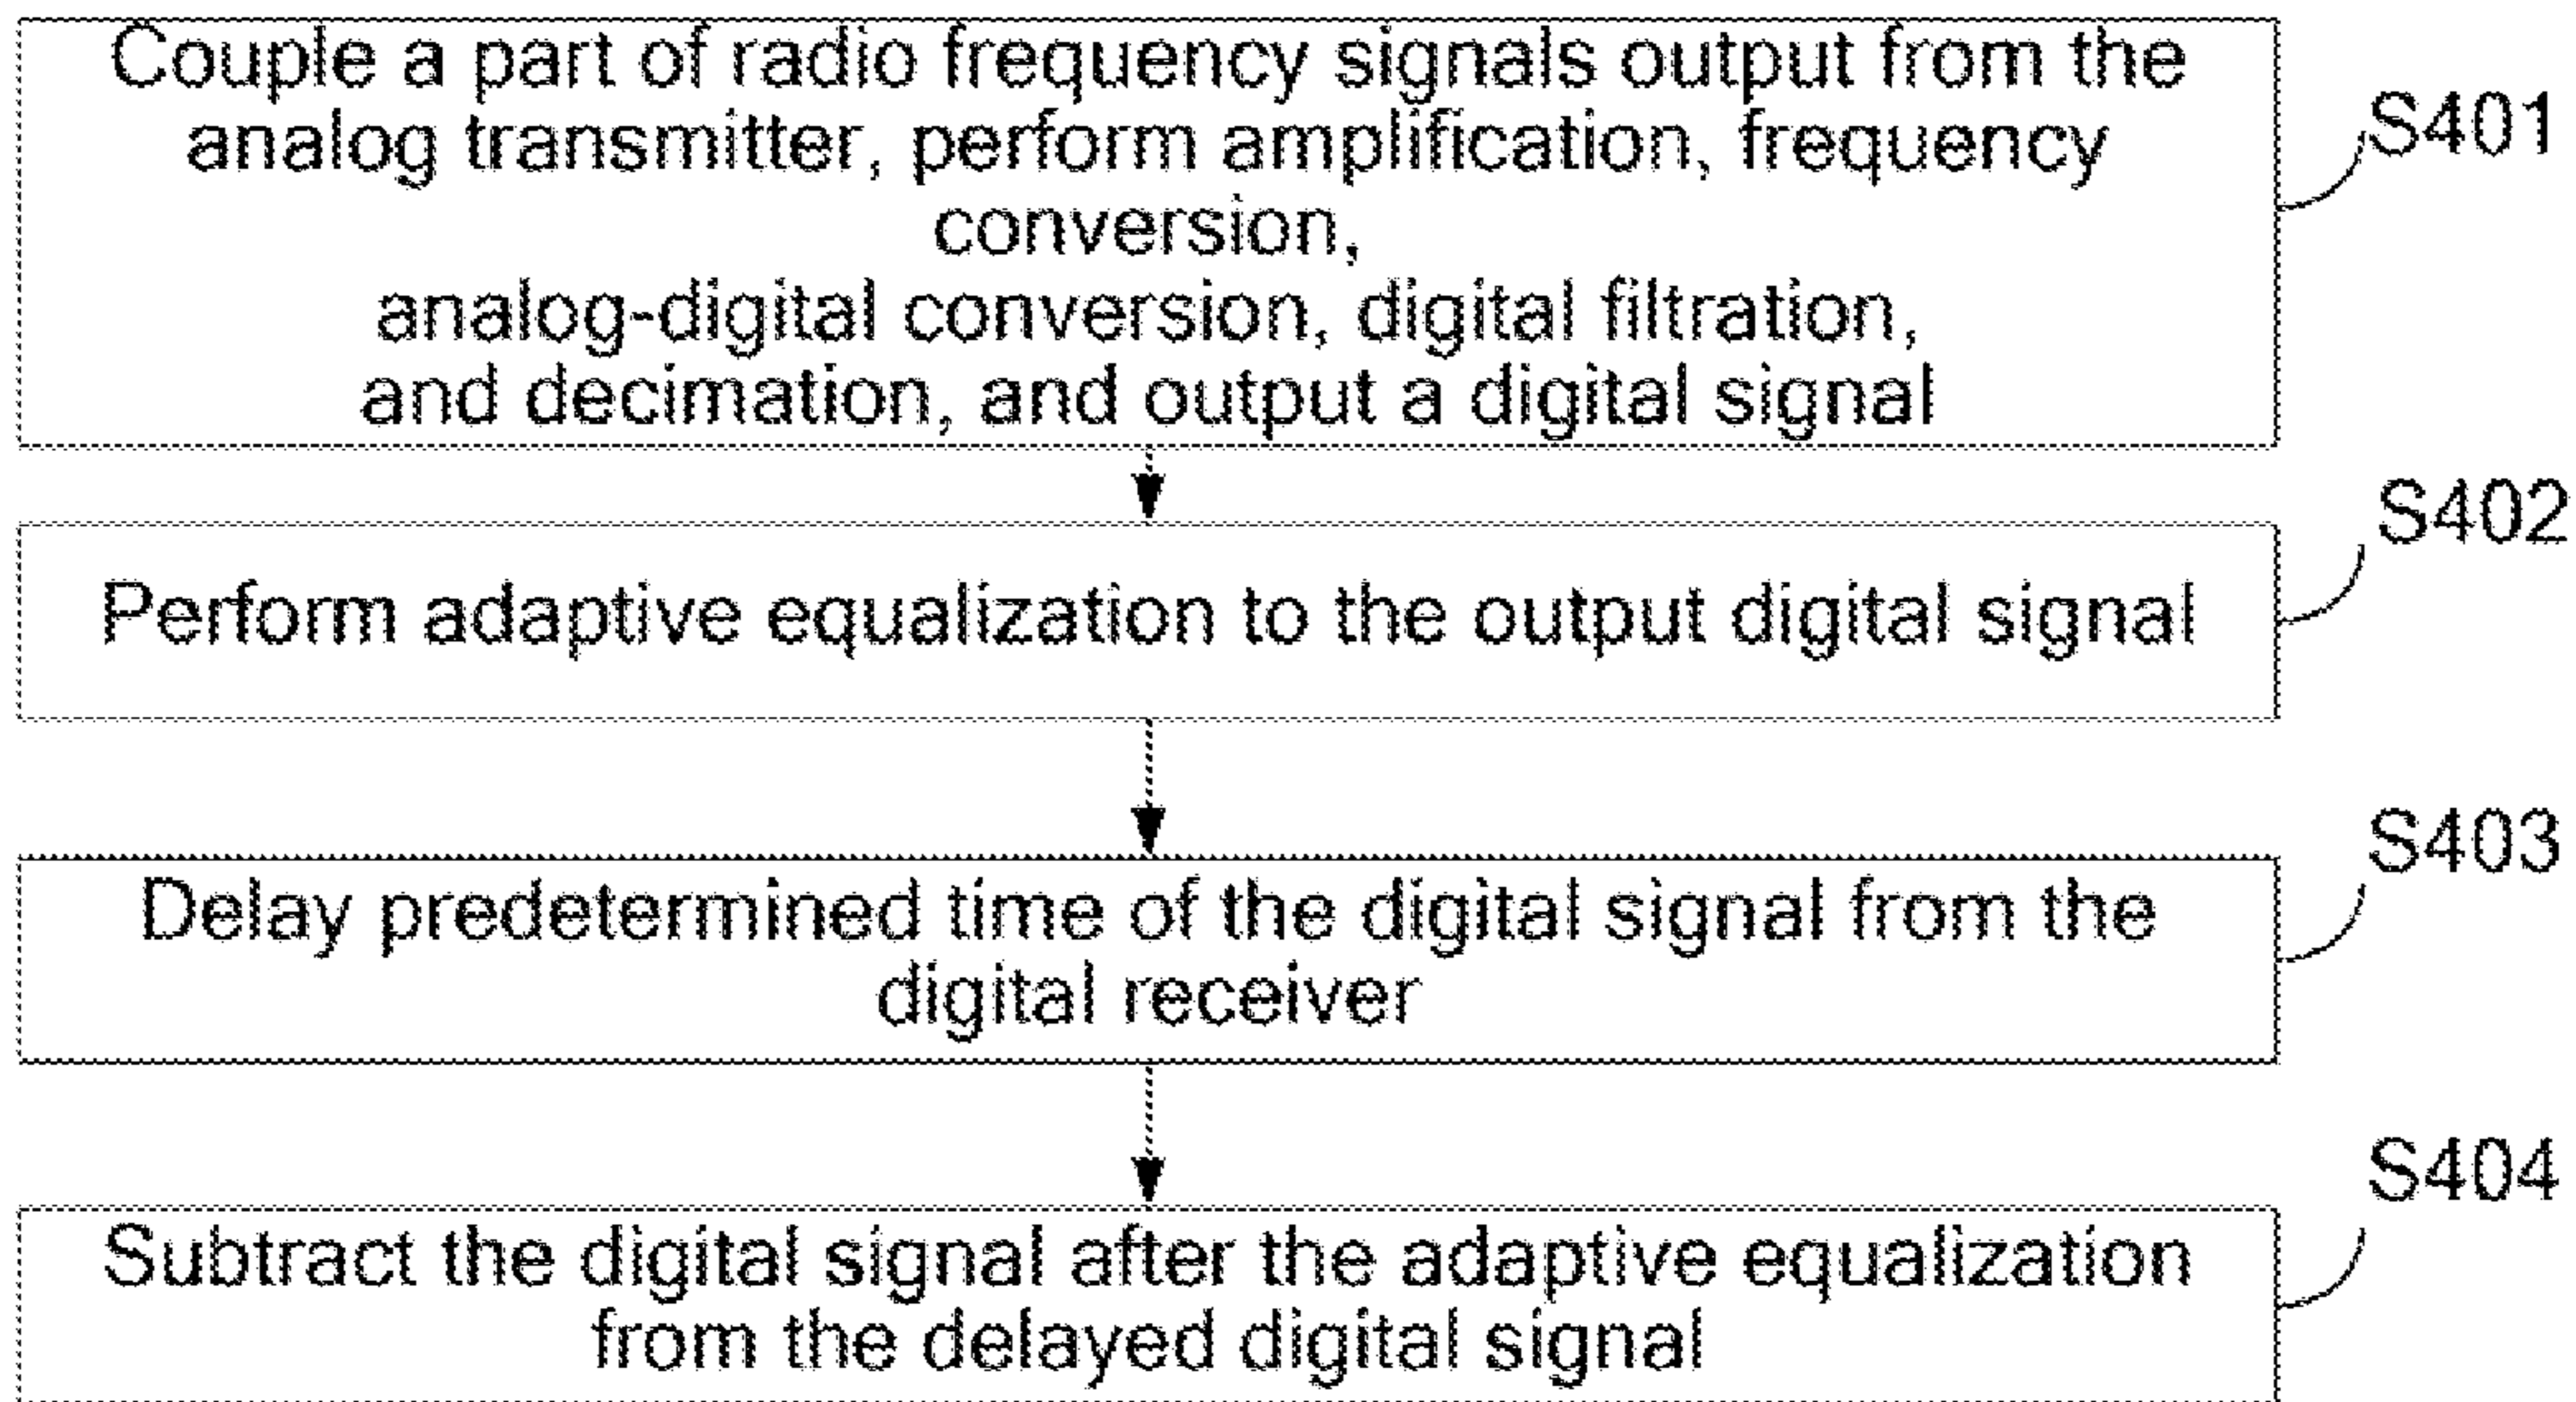 Couple a part of radio frequency signals output from the
analog transmitter, perform amplification, frequency
conversion,
analog-digital conversion, digital filtration,
and decimation, and output a digital signal
S401
Perform adaptive equalization to the output digital signal
S402
Delay predetermined time of the digital signal from the
digital receiver
S403
Subtract the digital signal after the adaptive equalization
from the delayed digital signal
S404